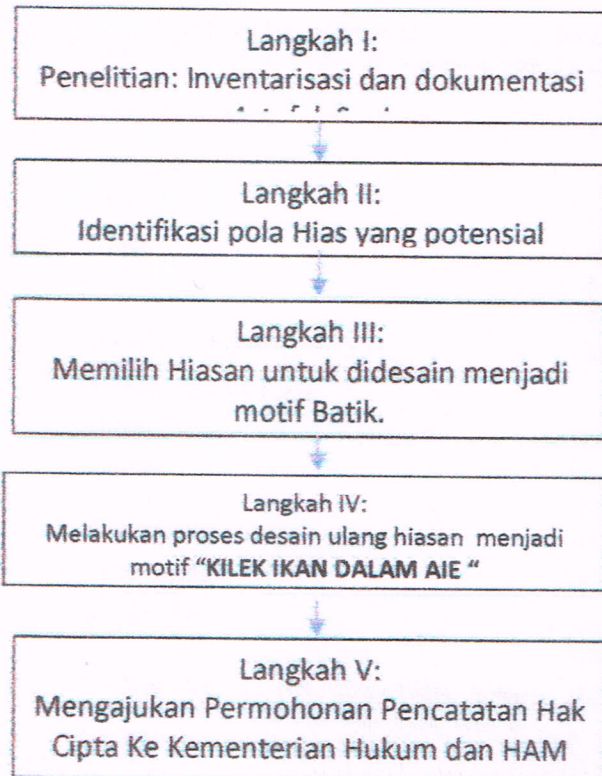 Langkah I:
Penelitian: Inventarisasi dan dokumentasi
Langkah II:
Identifikasi pola Hias yang potensial
Langkah III:
Memilih Hiasan untuk didesain menjadi
motif Batik.
Langkah IV:
Melakukan proses desain ulang hiasan menjadi
motif "KILEK IKAN DALAM AIE "
Langkah V:
Mengajukan Permohonan Pencatatan Hak
Cipta Ke Kementerian Hukum dan HAM